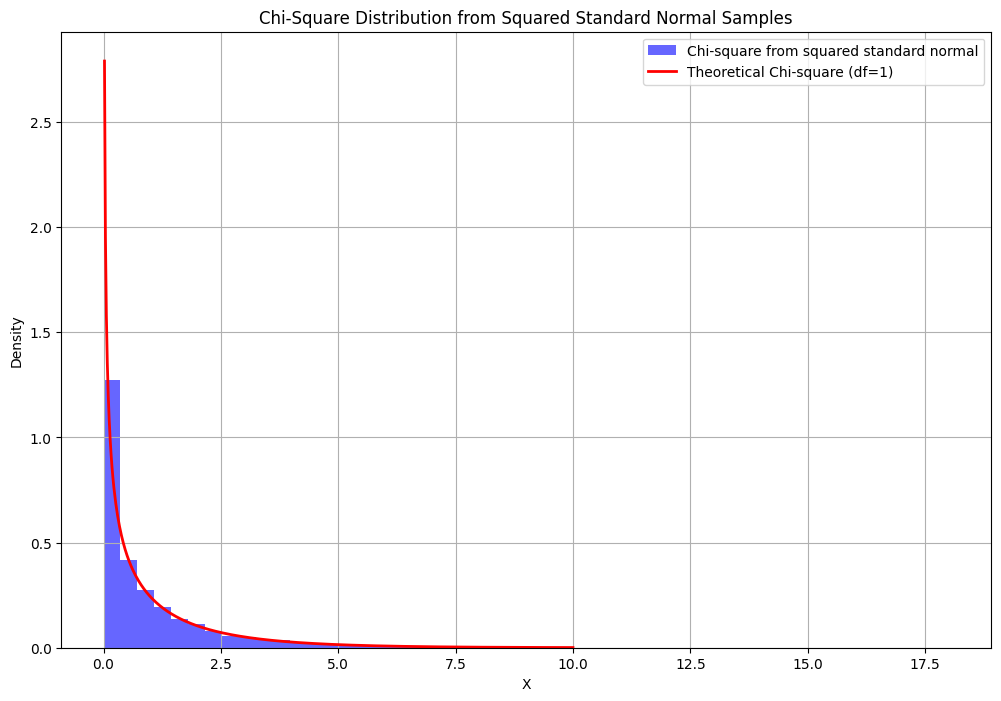 Chi-Square Distribution from Squared Standard Normal Samples
Chi-square from squared standard normal
Theoretical Chi-square (df=1)
Density
2.5
2.0
1.5
1.0
0.5
0.0
0.0 2.5 5.0 7.5 10.0 12.5 15.0 17.5
X